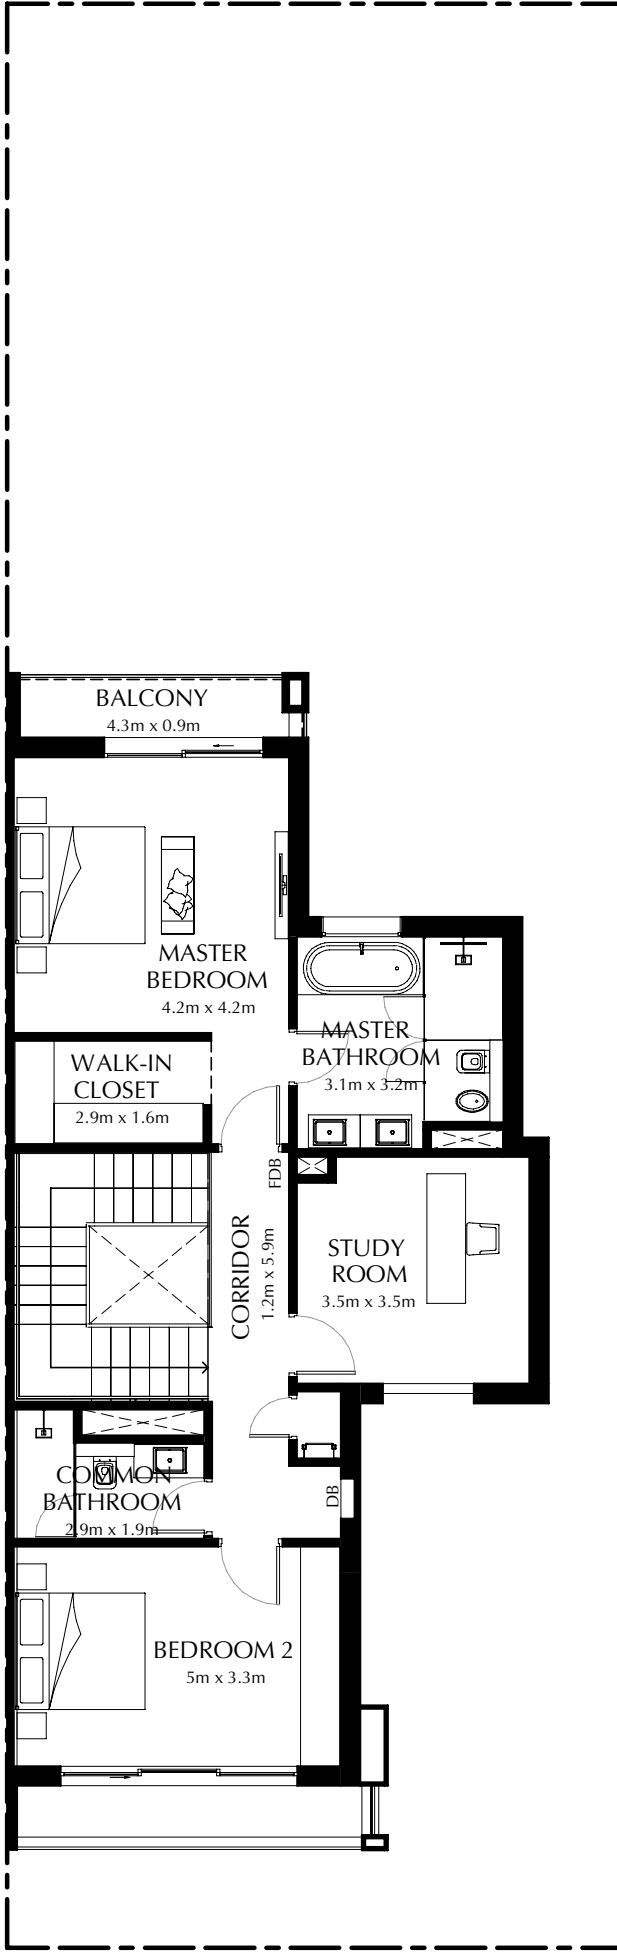 BALCONY
4.3m x 0.9m
MASTER
BEDROOM
4.2m x 4.2m
MASTER
BATHROOM
3.1m x 3.2m
WALK-IN
CLOSET
2.9m x 1.6m
FDB
CORRIDOR
1.2m x 5.9m
STUDY
ROOM
3.5m x 3.5m
COMMON
BATHROOM
2.9m x 1.9m
DB
BEDROOM 2
5m x 3.3m